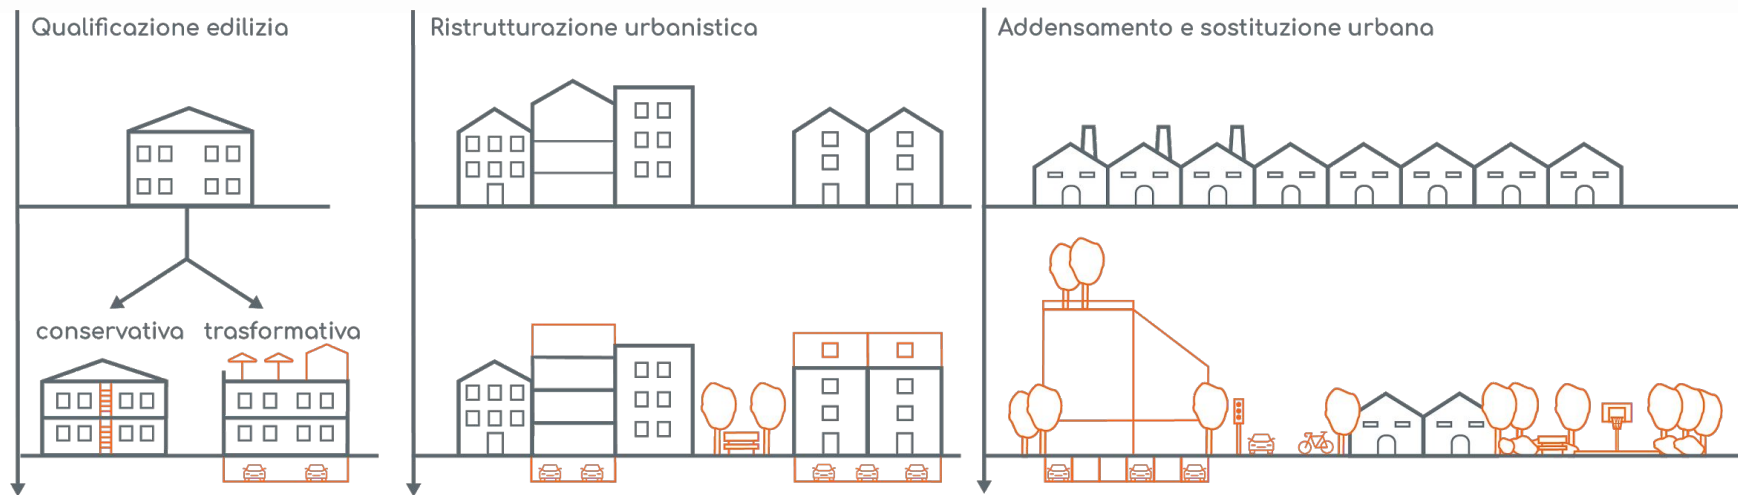 Qualificazione edilizia
Ristrutturazione urbanistica
Addensamento e sostituzione urbana
conservativa
trasformativa